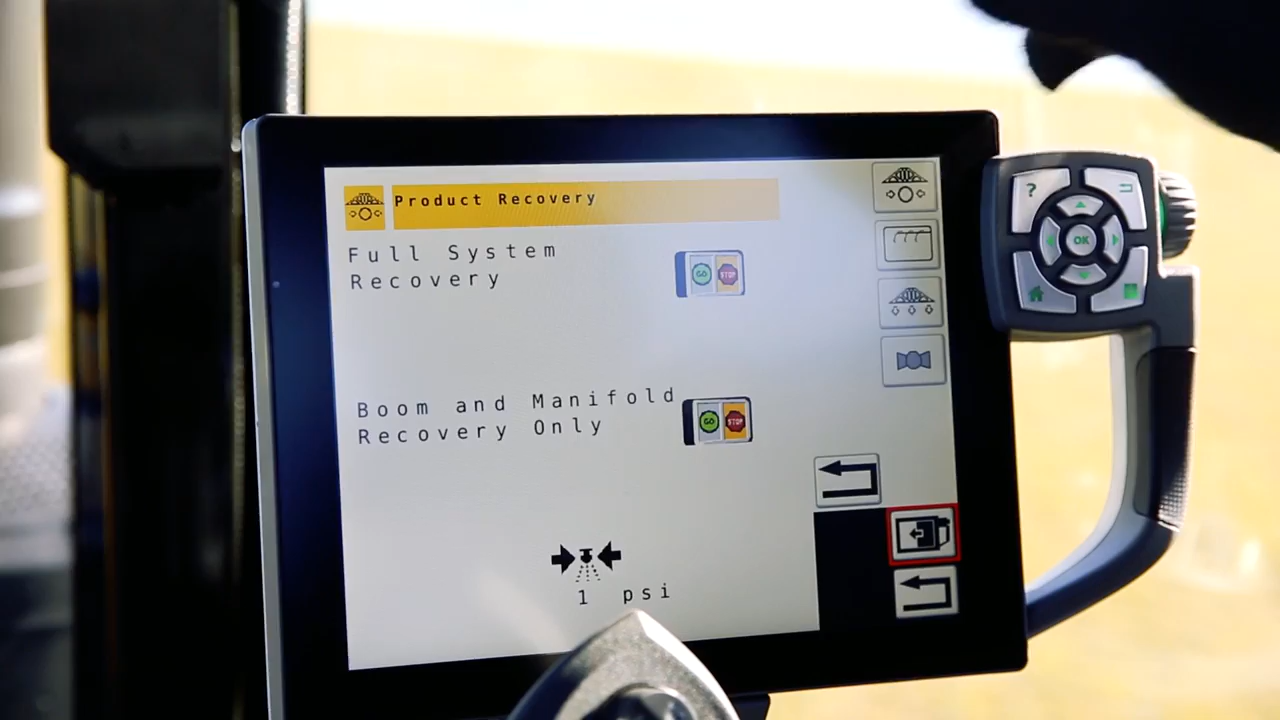 Product Recovery
Full System
Recovery
GO STOP
Boom and Manifold
Recovery Only
GO STOP
1 psi
?
OK